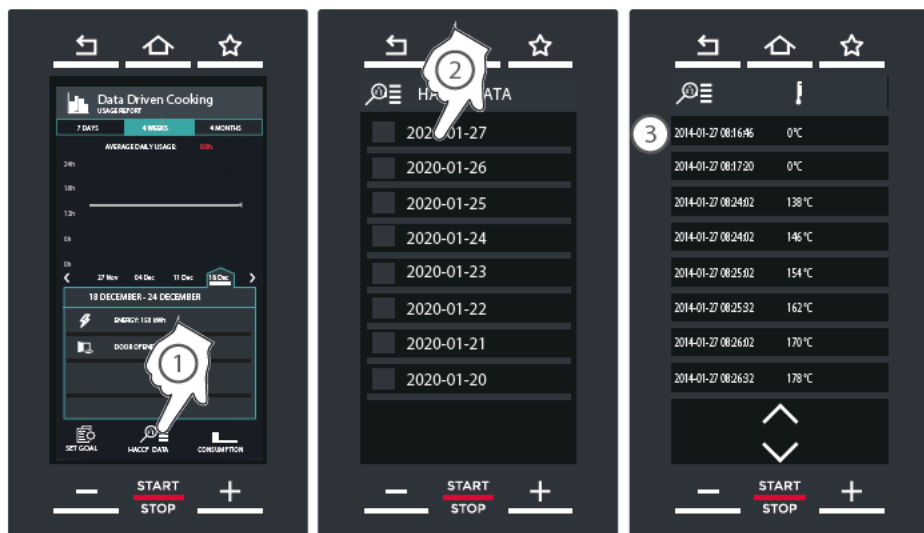 Data Driven Cooking
USAGE REPORT
7 DAYS 4 WEEKS 4 MONTHS
AVERAGE DAILY USAGE: 0.0h
24h
18h
12h
6h
0h
27 Nov 04 Dec 11 Dec 18 Dec
18 DECEMBER - 24 DECEMBER
ENERGY: 158 kWh
DOOR OPEN
1
SET GOAL HACCP DATA CONSUMPTION
START
STOP
2
DATA
2020-01-27
2020-01-26
2020-01-25
2020-01-24
2020-01-23
2020-01-22
2020-01-21
2020-01-20
START
STOP
3
2014-01-27 08:16:46 0°C
2014-01-27 08:17:20 0°C
2014-01-27 08:24:02 138 °C
2014-01-27 08:24:02 146 °C
2014-01-27 08:25:02 154 °C
2014-01-27 08:25:32 162 °C
2014-01-27 08:26:02 170 °C
2014-01-27 08:26:32 178 °C
START
STOP